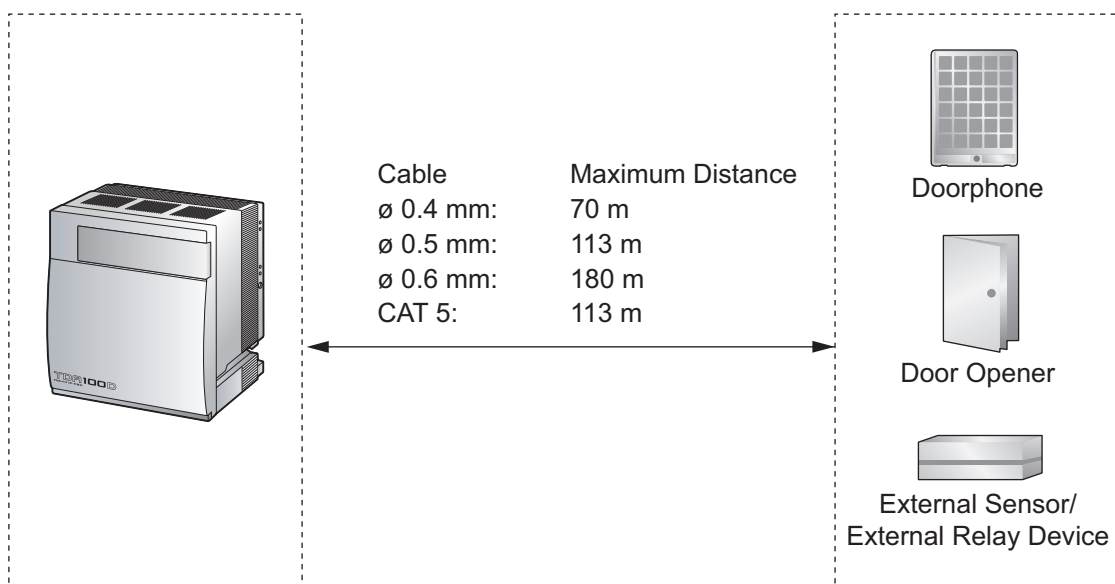 Cable Maximum Distance
ø 0.4 mm: 70 m
ø 0.5 mm: 113 m
ø 0.6 mm: 180 m
CAT 5: 113 m
TDA100D
Doorphone
Door Opener
External Sensor/
External Relay Device